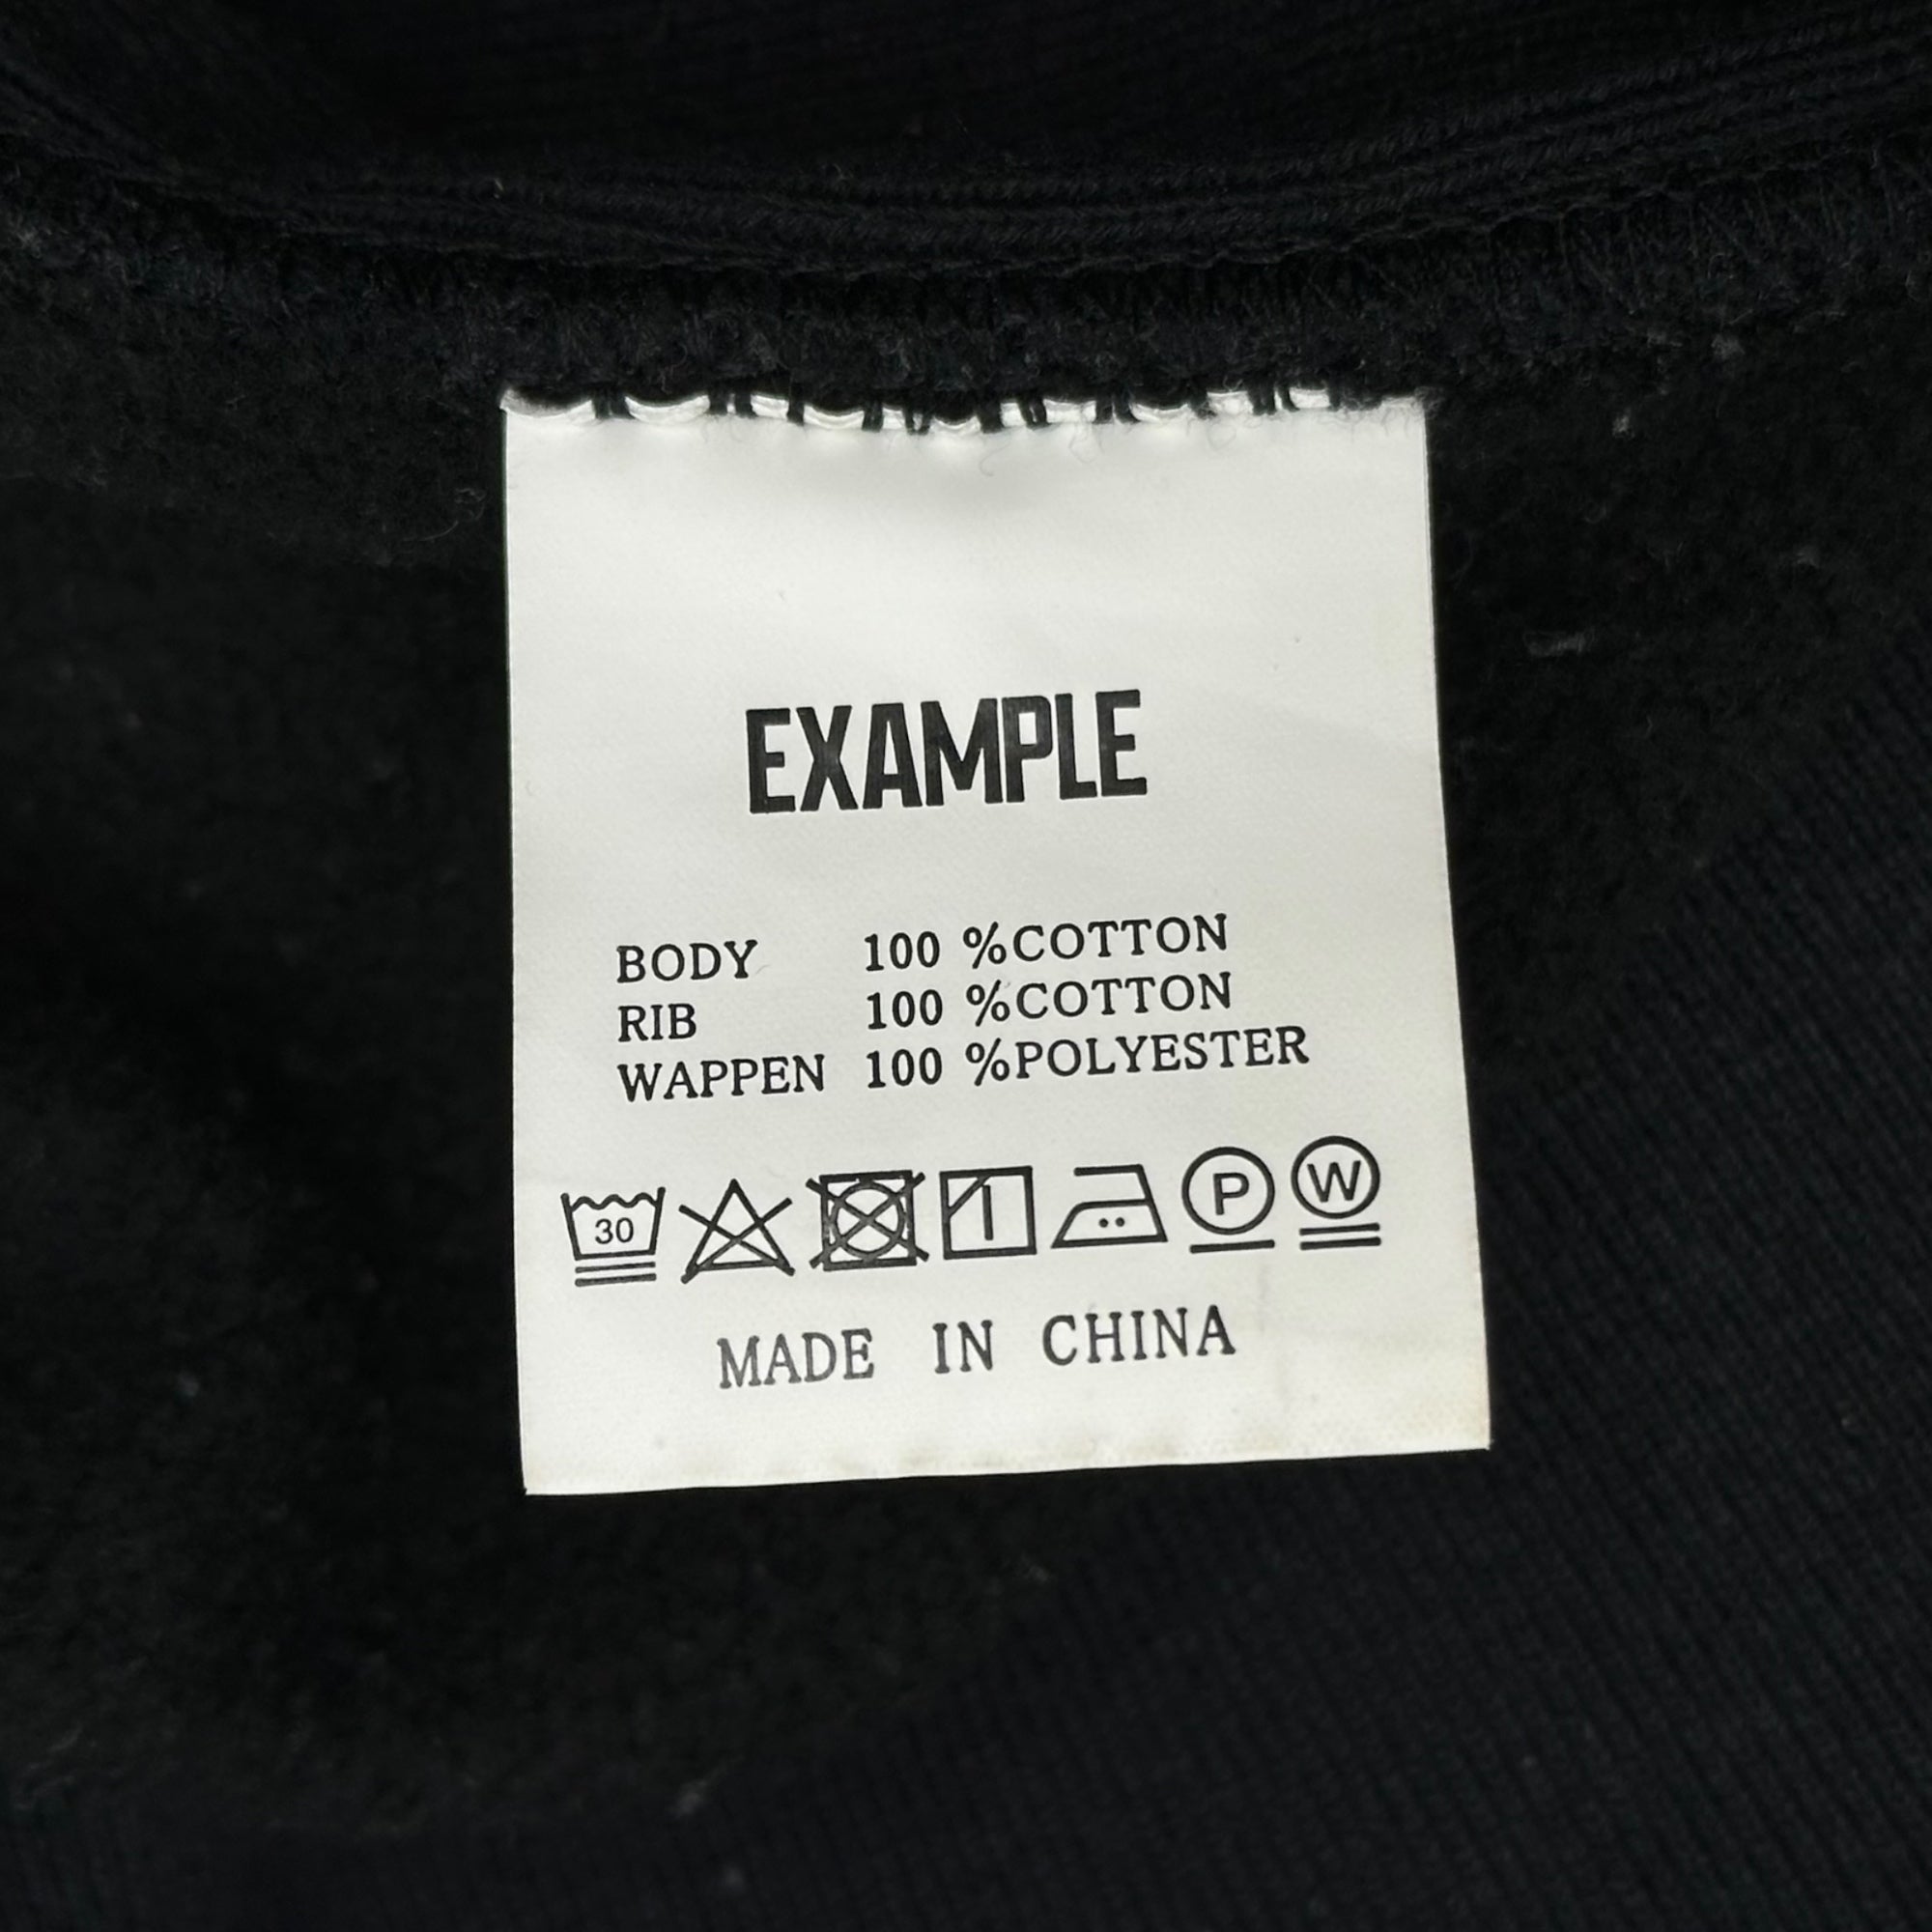 EXAMPLE
BODY 100 %COTTON
RIB 100 %COTTON
WAPPEN 100 %POLYESTER
30 P W
MADE IN CHINA